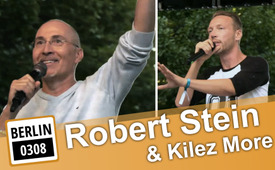 BERLIN
0308
Robert Stein
& Kilez More